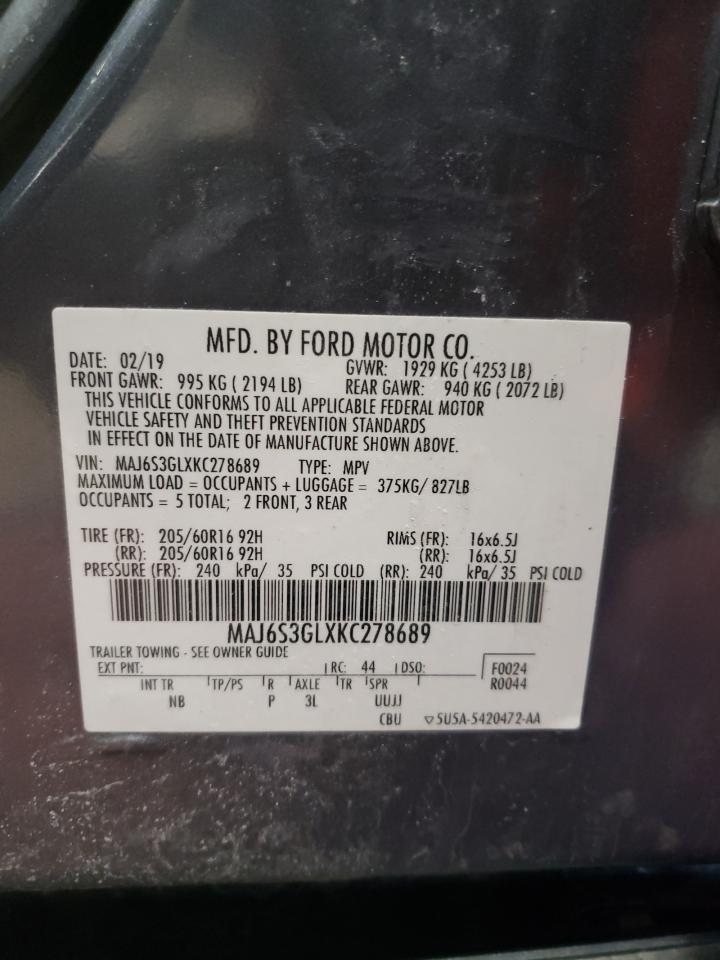 MFD. BY FORD MOTOR CO.
DATE: 02/19 GVWR: 1929 KG ( 4253 LB)
FRONT GAWR: 995 KG ( 2194 LB) REAR GAWR: 940 KG ( 2072 LB)
THIS VEHICLE CONFORMS TO ALL APPLICABLE FEDERAL MOTOR
VEHICLE SAFETY AND THEFT PREVENTION STANDARDS
IN EFFECT ON THE DATE OF MANUFACTURE SHOWN ABOVE.
VIN: MAJ6S3GLXKC278689 TYPE: MPV
MAXIMUM LOAD = OCCUPANTS + LUGGAGE = 375KG/ 827LB
OCCUPANTS = 5 TOTAL; 2 FRONT, 3 REAR
TIRE (FR): 205/60R16 92H RIMS (FR): 16x6.5J
(RR): 205/60R16 92H (RR): 16x6.5J
PRESSURE (FR): 240 kPa/ 35 PSI COLD (RR): 240 kPa/ 35 PSI COLD
MAJ6S3GLXKC278689
TRAILER TOWING - SEE OWNER GUIDE
EXT PNT: RC: 44 DSO: F0024
INT TR TP/PS R AXLE TR SPR R0044
NB P 3L UUJJ
CBU 5U5A-5420472-AA